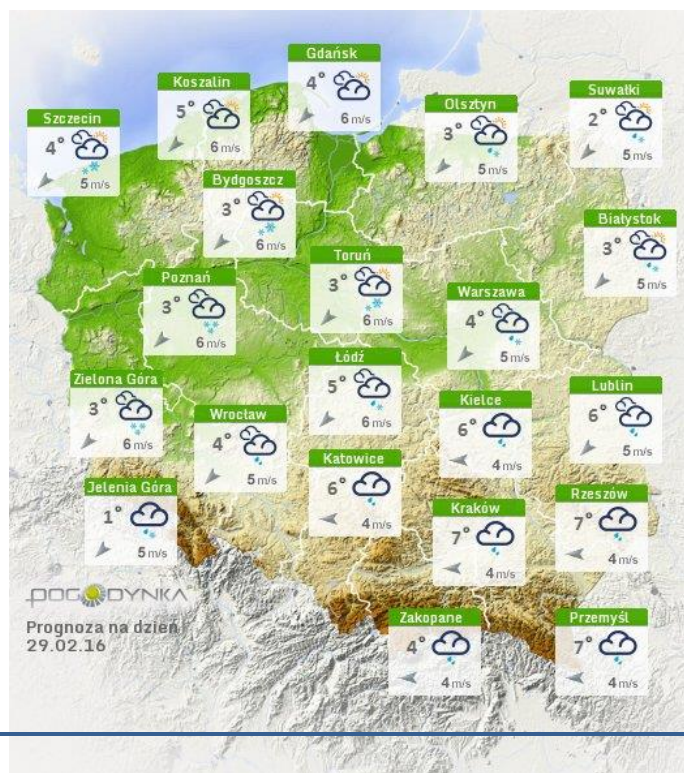 Gdańsk
4°
6 m/s
Koszalin
5°
6 m/s
Suwałki
2°
5 m/s
Olsztyn
3°
5 m/s
Szczecin
4°
5 m/s
Bydgoszcz
3°
6 m/s
Białystok
3°
5 m/s
Toruń
3°
6 m/s
Poznań
3°
6 m/s
Warszawa
4°
5 m/s
Łódź
5°
6 m/s
Zielona Góra
3°
6 m/s
Lublin
6°
5 m/s
Kielce
6°
4 m/s
Wrocław
4°
5 m/s
Katowice
6°
4 m/s
Jelenia Góra
1°
5 m/s
Rzeszów
7°
4 m/s
Kraków
7°
4 m/s
POGODYNKA
Prognoza na dzień
29.02.16
Zakopane
4°
4 m/s
Przemyśl
7°
4 m/s